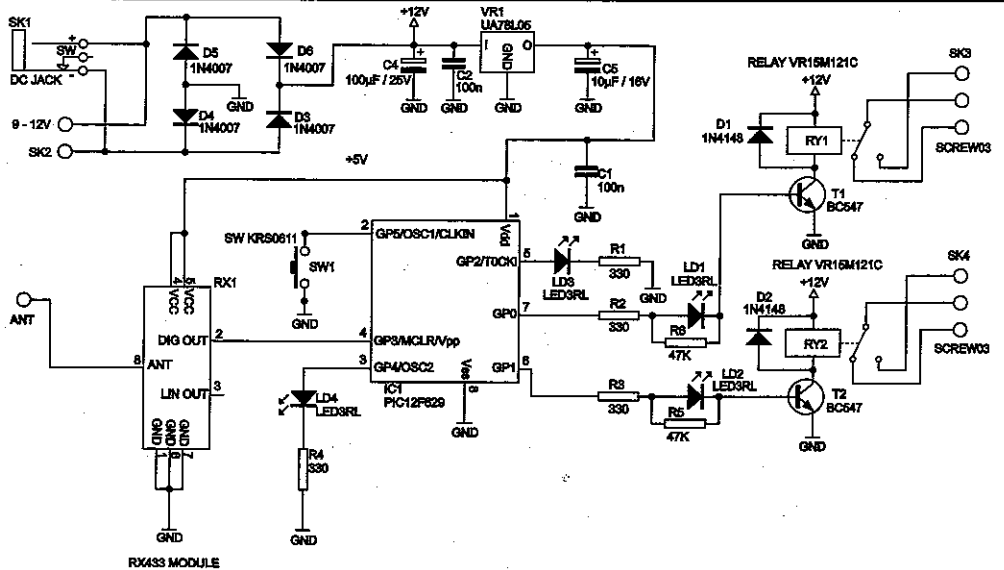 SK1
+
SW
-
DC JACK
9 - 12V
SK2
D5
1N4007
D6
1N4007
D4
1N4007
D3
1N4007
GND
+12V
+
C4
100µF / 25V
GND
C2
100n
GND
VR1
UA78L05
I
O
GND
GND
+
C5
10µF / 16V
GND
+5V
C1
100n
GND
RELAY VR15M121C
+12V
D1
1N4148
RY1
T1
BC547
GND
SK3
SCREW03
ANT
RX1
4
VCC
5
VCC
DIG OUT
2
8
ANT
LIN OUT
3
GND
1
GND
6
GND
7
GND
RX433 MODULE
SW KRS0611
SW1
GND
2
GP5/OSC1/CLKIN
1
Vdd
GP2/T0CKI
5
GP0
7
4
GP3/MCLR/Vpp
3
GP4/OSC2
GP1
6
Vss
8
IC1
PIC12F629
GND
LD4
LED3RL
R4
330
GND
LD3
LED3RL
R1
330
GND
R2
330
LD1
LED3RL
R6
47K
R3
330
LD2
LED3RL
R5
47K
RELAY VR15M121C
+12V
D2
1N4148
RY2
T2
BC547
GND
SK4
SCREW03